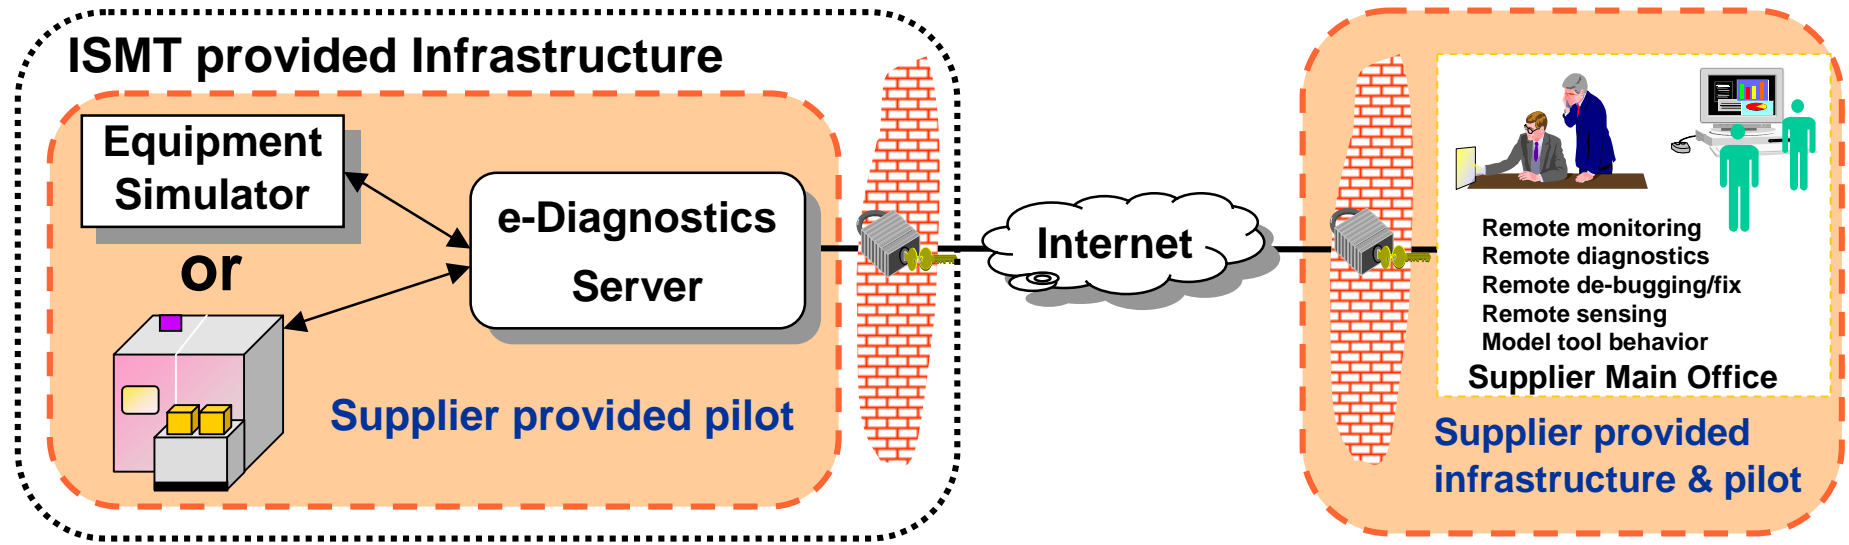 ISMT provided Infrastructure
Equipment
Simulator
or
e-Diagnostics
Server
Supplier provided pilot
Internet
Remote monitoring
Remote diagnostics
Remote de-bugging/fix
Remote sensing
Model tool behavior
Supplier Main Office
Supplier provided
infrastructure & pilot